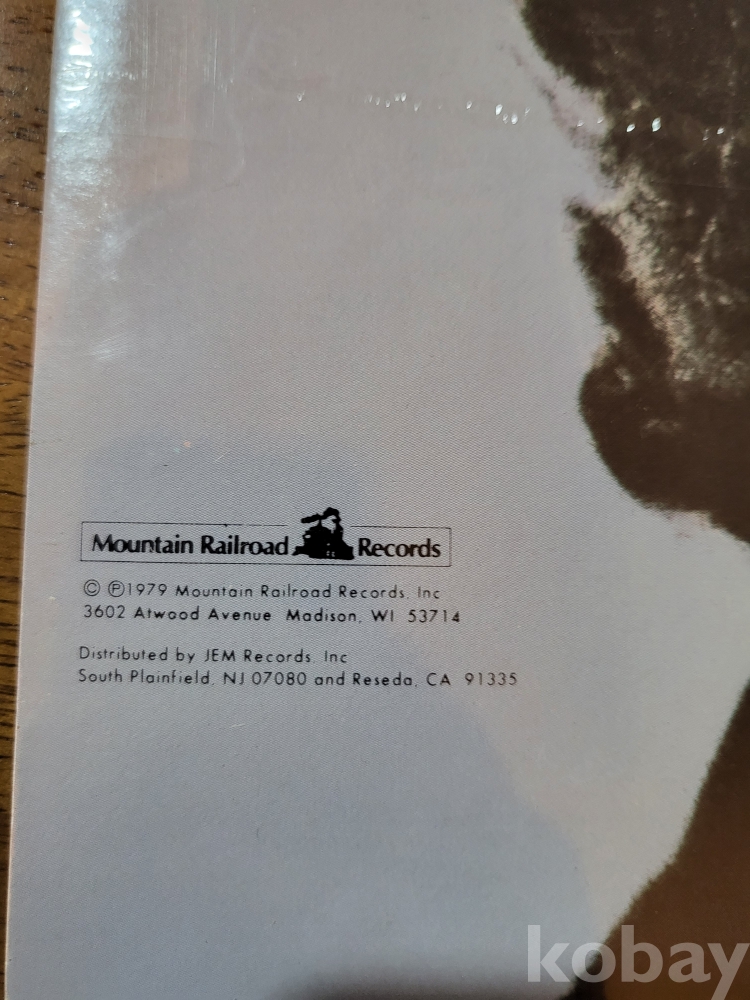 Mountain Railroad Records
© ℗1979 Mountain Railroad Records, Inc
3602 Atwood Avenue Madison, WI 53714
Distributed by JEM Records, Inc
South Plainfield, NJ 07080 and Reseda, CA 91335
kobay